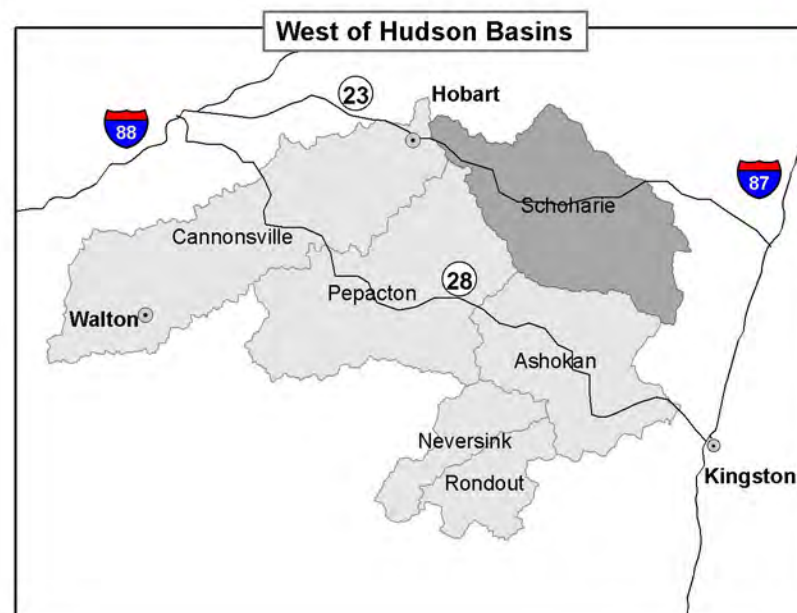 West of Hudson Basins
Hobart
23
88
87
Schoharie
Cannonsville
28
Pepacton
Walton
Ashokan
Neversink
Kingston
Rondout